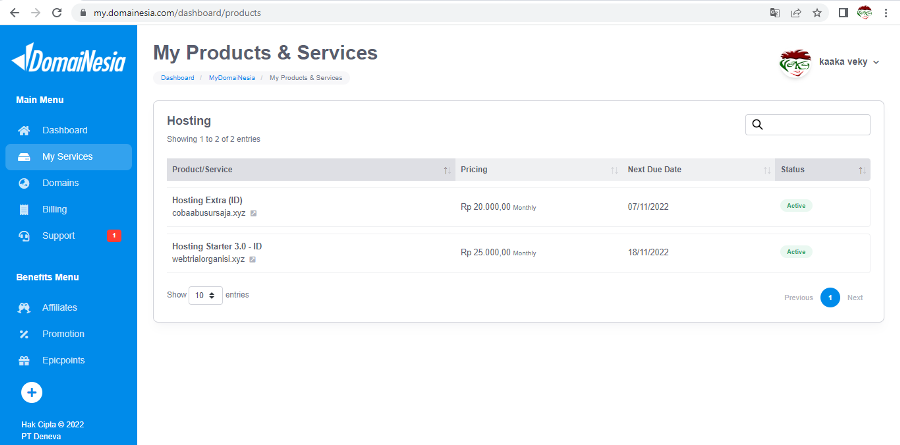 my.domainesia.com/dashboard/products
DomaiNesia
My Products & Services
kaaka veky
Dashboard / MyDomaiNesia / My Products & Services
Main Menu
Dashboard
My Services
Domains
Billing
Support 1
Benefits Menu
Affiliates
Promotion
Epicpoints
Hak Cipta © 2022
PT Deneva
Hosting
Showing 1 to 2 of 2 entries
Product/Service Pricing Next Due Date Status
Hosting Extra (ID)
cobaabusursaja.xyz
Rp 20.000,00 Monthly 07/11/2022 Active
Hosting Starter 3.0 - ID
webtrialorganisi.xyz
Rp 25.000,00 Monthly 18/11/2022 Active
Show 10 entries
Previous 1 Next